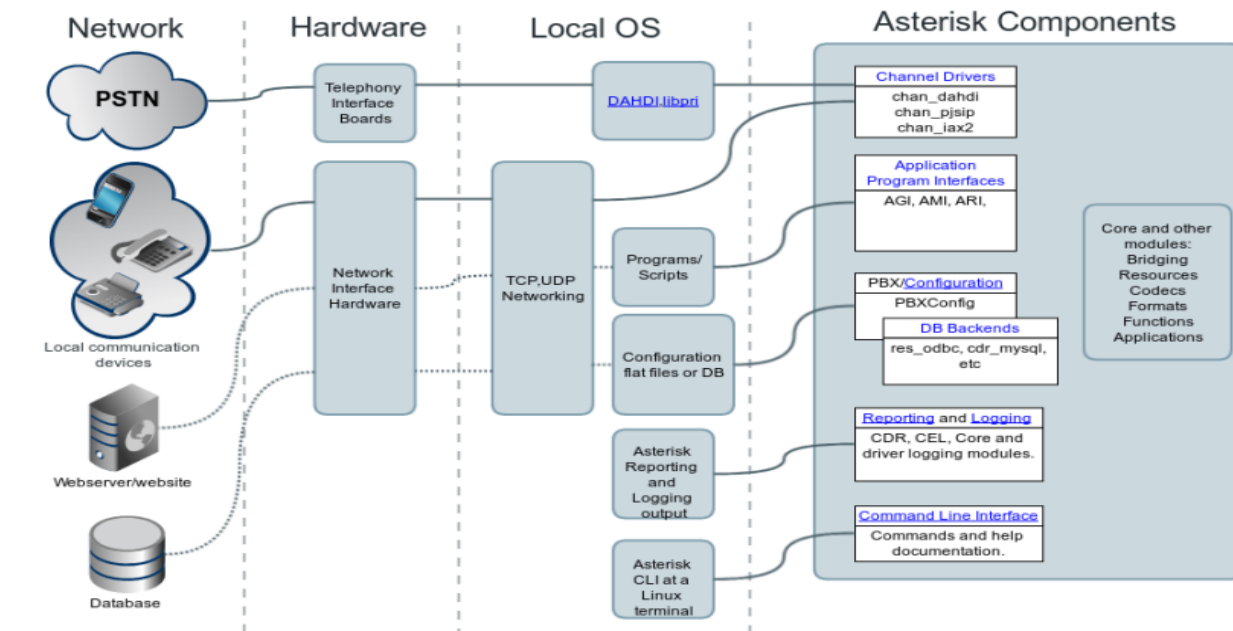 Network
Hardware
Local OS
Asterisk Components
PSTN
Telephony
Interface
Boards
DAHDI,libpri
Channel Drivers
chan_dahdi
chan_pjsip
chan_iax2
Local communication
devices
Network
Interface
Hardware
TCP,UDP
Networking
Programs/
Scripts
Application
Program Interfaces
AGI, AMI, ARI,
Configuration
flat files or DB
PBX/Configuration
PBXConfig
DB Backends
res_odbc, cdr_mysql,
etc
Core and other
modules:
Bridging
Resources
Codecs
Formats
Functions
Applications
Webserver/website
Asterisk
Reporting
and
Logging
output
Reporting and Logging
CDR, CEL, Core and
driver logging modules.
Database
Asterisk
CLI at a
Linux
terminal
Command Line Interface
Commands and help
documentation.